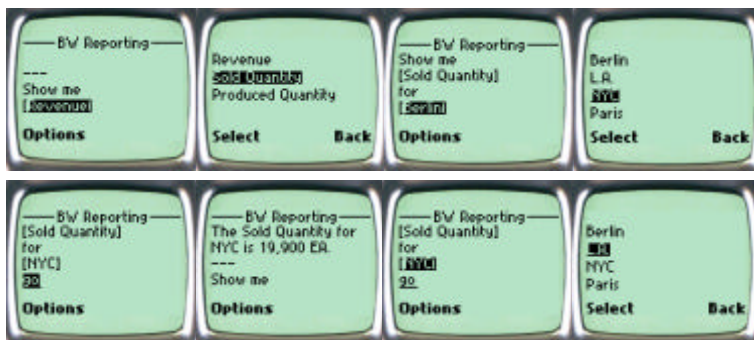 BW Reporting
---
Show me
[Revenue]
Options
Revenue
Sold Quantity
Produced Quantity
Select Back
BW Reporting
Show me
[Sold Quantity]
for
[Berlin]
Options
Berlin
L.A.
NYC
Paris
Select Back
BW Reporting
[Sold Quantity]
for
[NYC]
go
Options
BW Reporting
The Sold Quantity for
NYC is 19,900 EA.
---
Show me
Options
BW Reporting
[Sold Quantity]
for
[NYC]
go
Options
Berlin
L.A.
NYC
Paris
Select Back